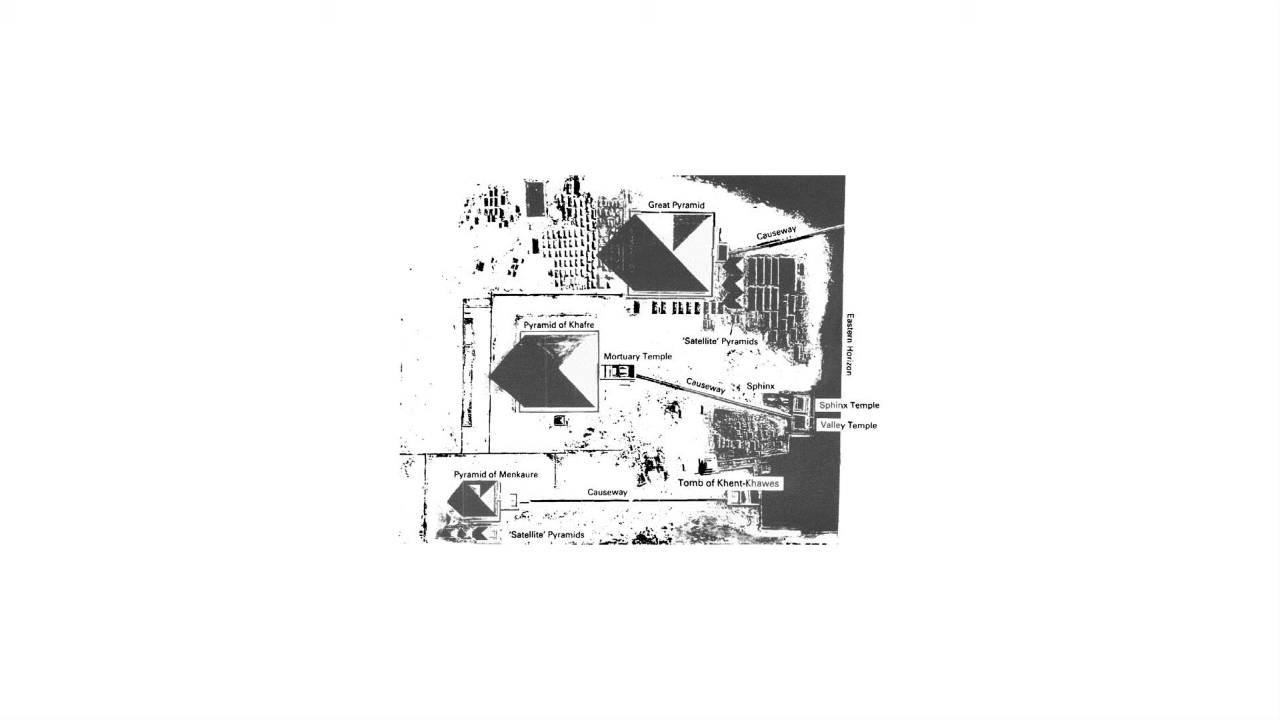 Great Pyramid
Causeway
Eastern Horizon
Pyramid of Khafre
'Satellite' Pyramids
Mortuary Temple
Causeway
Sphinx
Sphinx Temple
Valley Temple
Pyramid of Menkaure
Tomb of Khent-Khawes
Causeway
'Satellite' Pyramids